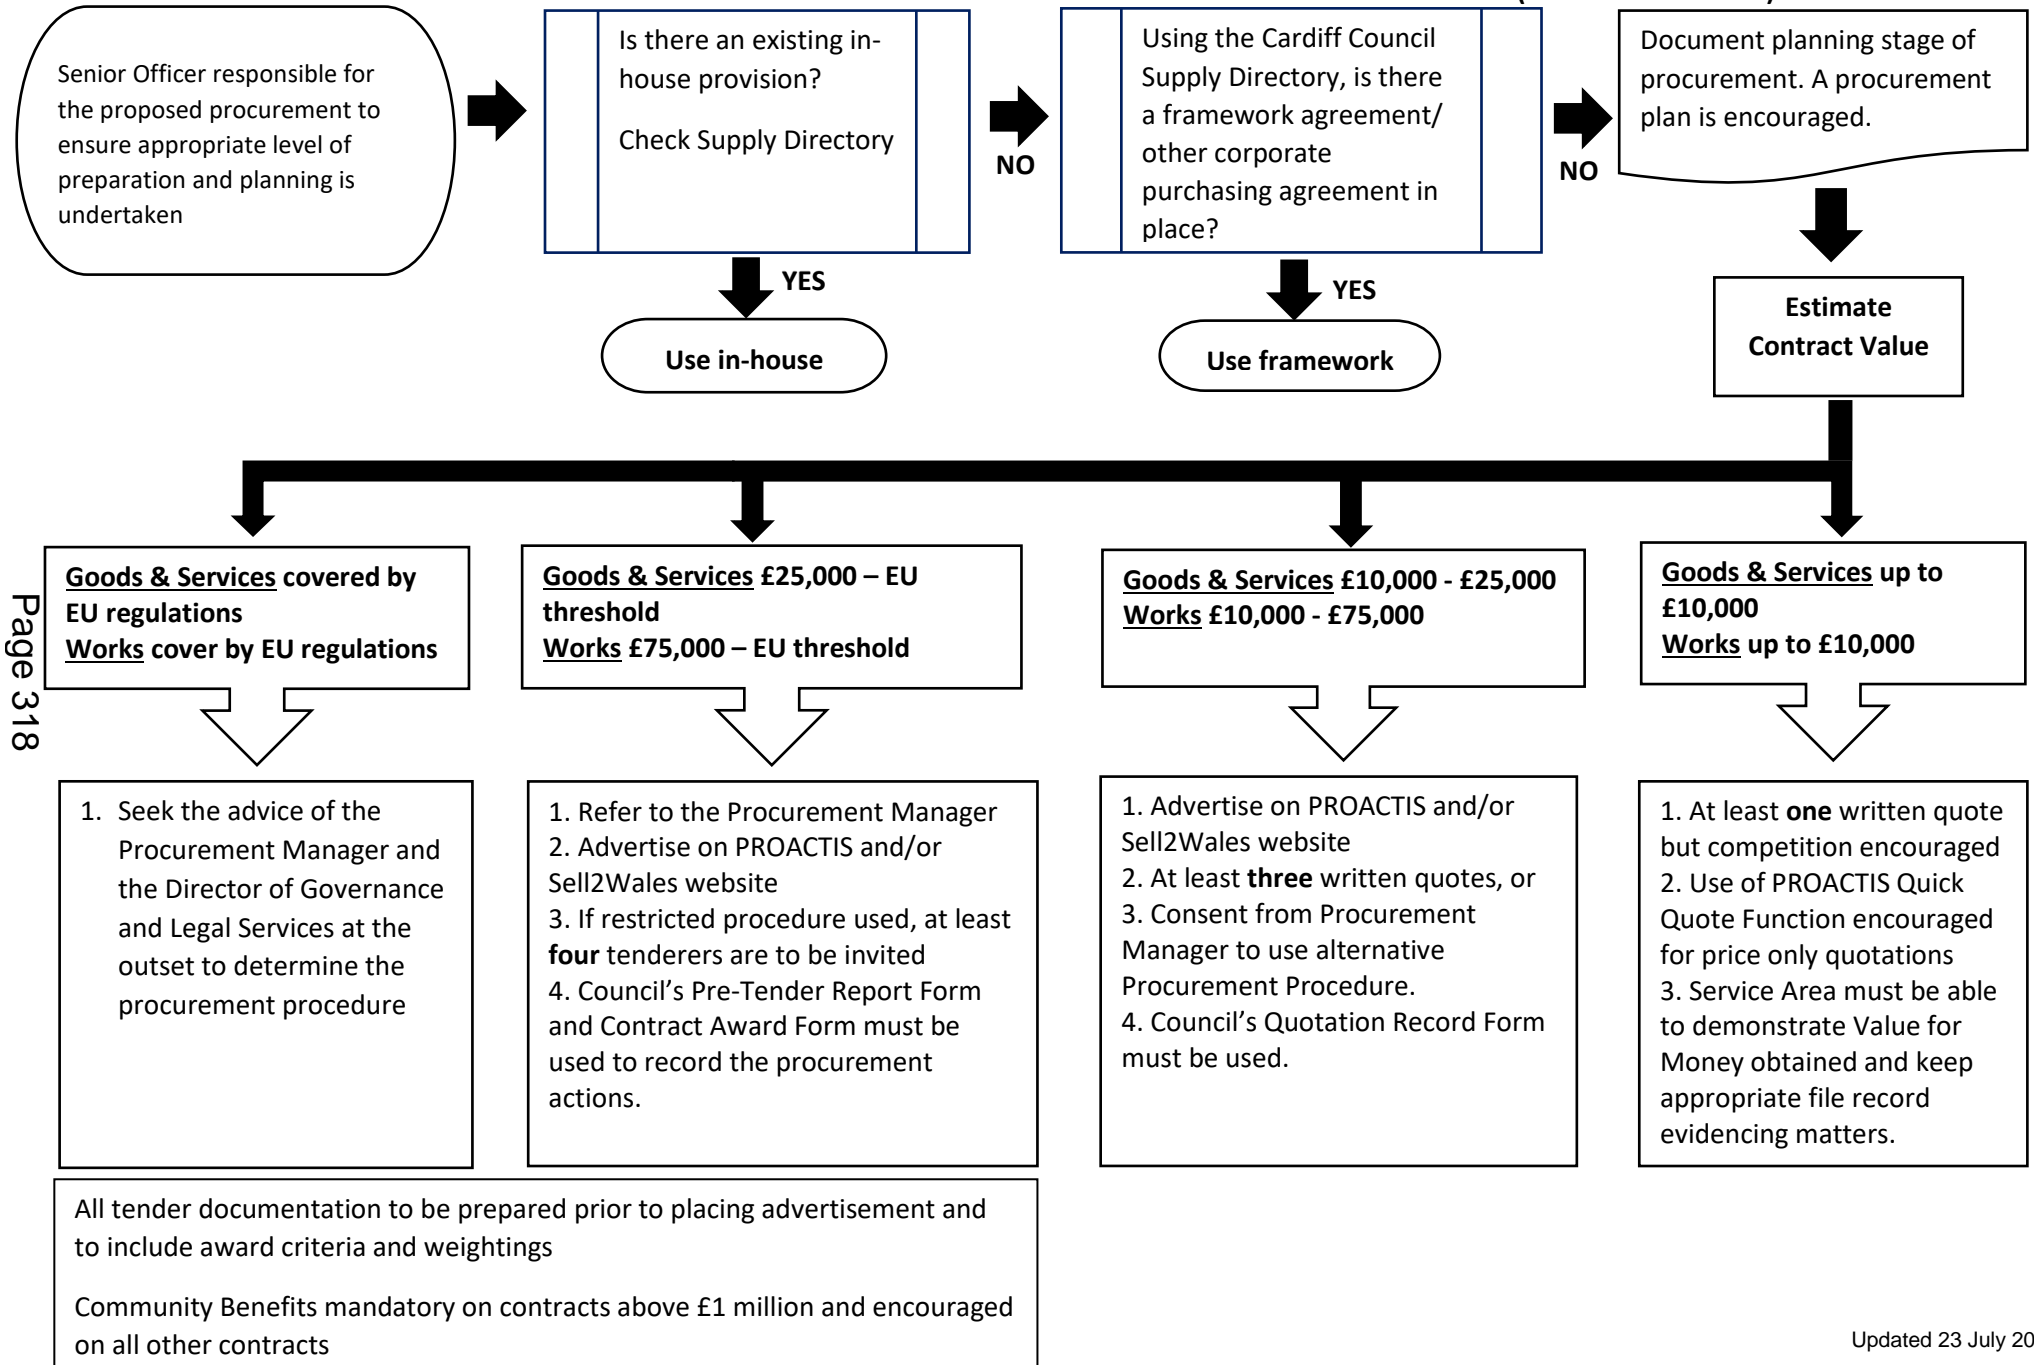 Senior Officer responsible for
the proposed procurement to
ensure appropriate level of
preparation and planning is
undertaken
Is there an existing in-
house provision?
Check Supply Directory
NO
YES
Use in-house
Using the Cardiff Council
Supply Directory, is there
a framework agreement/
other corporate
purchasing agreement in
place?
NO
YES
Use framework
Document planning stage of
procurement. A procurement
plan is encouraged.
Estimate
Contract Value
Goods & Services covered by
EU regulations
Works cover by EU regulations
Goods & Services £25,000 – EU
threshold
Works £75,000 – EU threshold
Goods & Services £10,000 - £25,000
Works £10,000 - £75,000
Goods & Services up to
£10,000
Works up to £10,000
1. Seek the advice of the
Procurement Manager and
the Director of Governance
and Legal Services at the
outset to determine the
procurement procedure
1. Refer to the Procurement Manager
2. Advertise on PROACTIS and/or
Sell2Wales website
3. If restricted procedure used, at least
four tenderers are to be invited
4. Council’s Pre-Tender Report Form
and Contract Award Form must be
used to record the procurement
actions.
1. Advertise on PROACTIS and/or
Sell2Wales website
2. At least three written quotes, or
3. Consent from Procurement
Manager to use alternative
Procurement Procedure.
4. Council’s Quotation Record Form
must be used.
1. At least one written quote
but competition encouraged
2. Use of PROACTIS Quick
Quote Function encouraged
for price only quotations
3. Service Area must be able
to demonstrate Value for
Money obtained and keep
appropriate file record
evidencing matters.
All tender documentation to be prepared prior to placing advertisement and
to include award criteria and weightings
Community Benefits mandatory on contracts above £1 million and encouraged
on all other contracts
Page 318
Updated 23 July 20